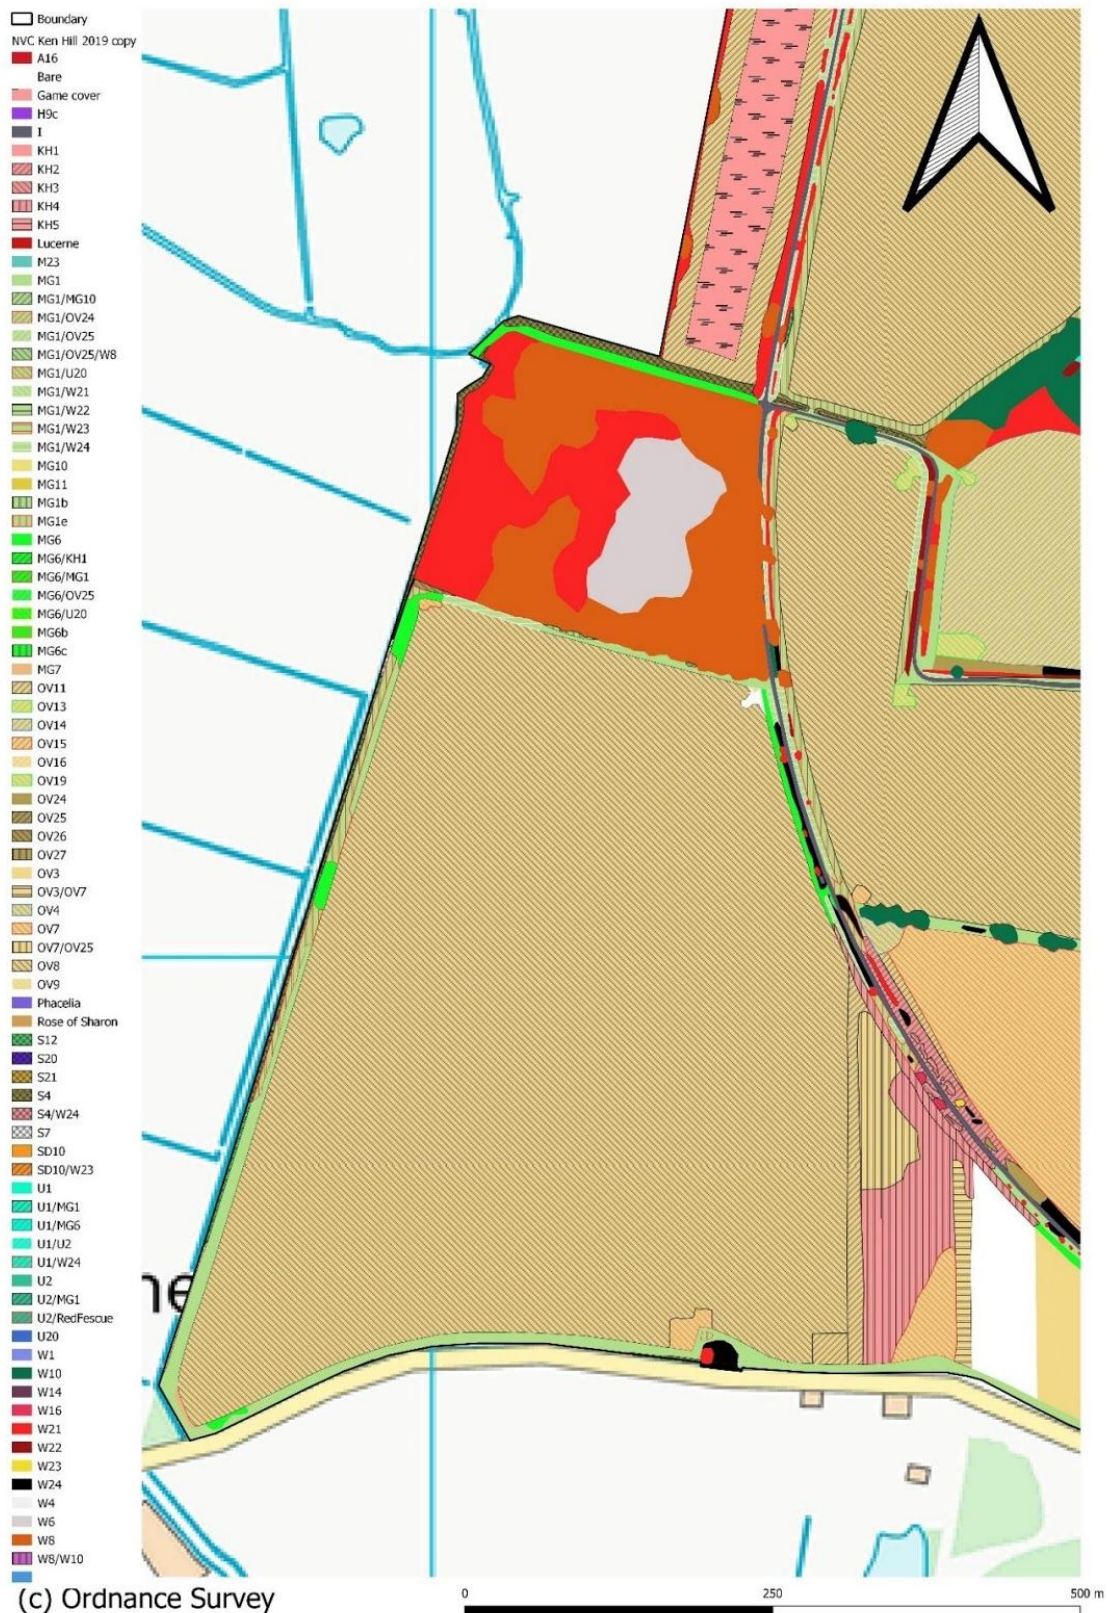 Boundary
NVC Ken Hill 2019 copy
A16
Bare
Game cover
H9c
I
KH1
KH2
KH3
KH4
KH5
Lucerne
M23
MG1
MG1/MG10
MG1/OV24
MG1/OV25
MG1/OV25/W8
MG1/U20
MG1/W21
MG1/W22
MG1/W23
MG1/W24
MG10
MG11
MG1b
MG1e
MG6
MG6/KH1
MG6/MG1
MG6/OV25
MG6/U20
MG6b
MG6c
MG7
OV11
OV13
OV14
OV15
OV16
OV19
OV24
OV25
OV26
OV27
OV3
OV3/OV7
OV4
OV7
OV7/OV25
OV8
OV9
Phacelia
Rose of Sharon
S12
S20
S21
S4
S4/W24
S7
SD10
SD10/W23
U1
U1/MG1
U1/MG6
U1/U2
U1/W24
U2
U2/MG1
U2/RedFescue
U20
W1
W10
W14
W16
W21
W22
W23
W24
W4
W6
W8
W8/W10
ne
(c) Ordnance Survey
0 250 500 m